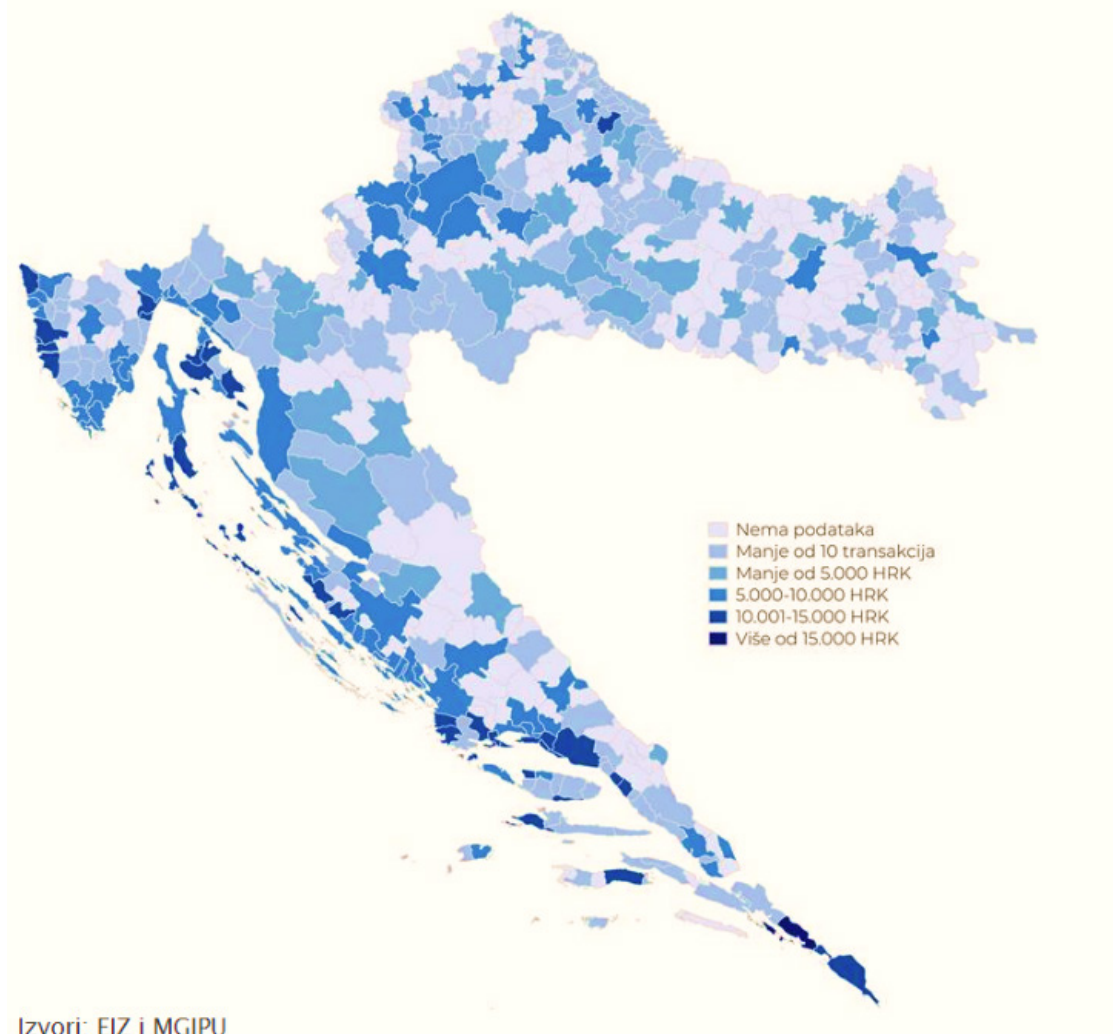 Nema podataka
Manje od 10 transakcija
Manje od 5.000 HRK
5.000-10.000 HRK
10.001-15.000 HRK
Više od 15.000 HRK
Izvori: EIZ i MGIPU